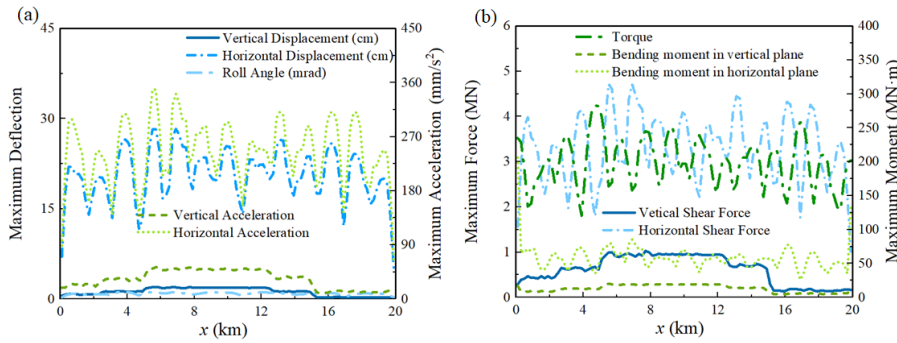 (a)
45
30
15
0
Maximum Deflection
Vertical Displacement (cm)
Horizontal Displacement (cm)
Roll Angle (mrad)
Vertical Acceleration
Horizontal Acceleration
450
360
270
180
90
0
Maximum Acceleration (mm/s²)
0 4 8 12 16 20
x (km)
(b)
6
5
4
3
2
1
0
Maximum Force (MN)
Torque
Bending moment in vertical plane
Bending moment in horizontal plane
Vetical Shear Force
Horizontal Shear Force
400
350
300
250
200
150
100
50
0
Maximum Moment (MN·m)
0 4 8 12 16 20
x (km)